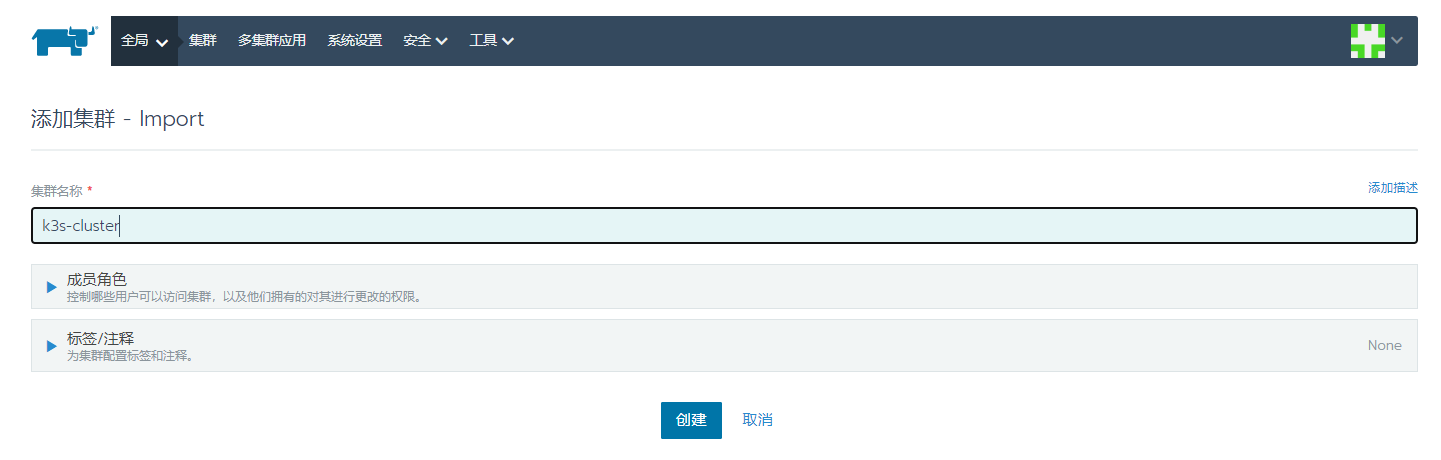 全局 集群 多集群应用 系统设置 安全 工具
添加集群 - Import
集群名称 * 添加描述
k3s-cluster
成员角色
控制哪些用户可以访问集群，以及他们拥有的对其进行更改的权限。
标签/注释
为集群配置标签和注释。 None
创建 取消